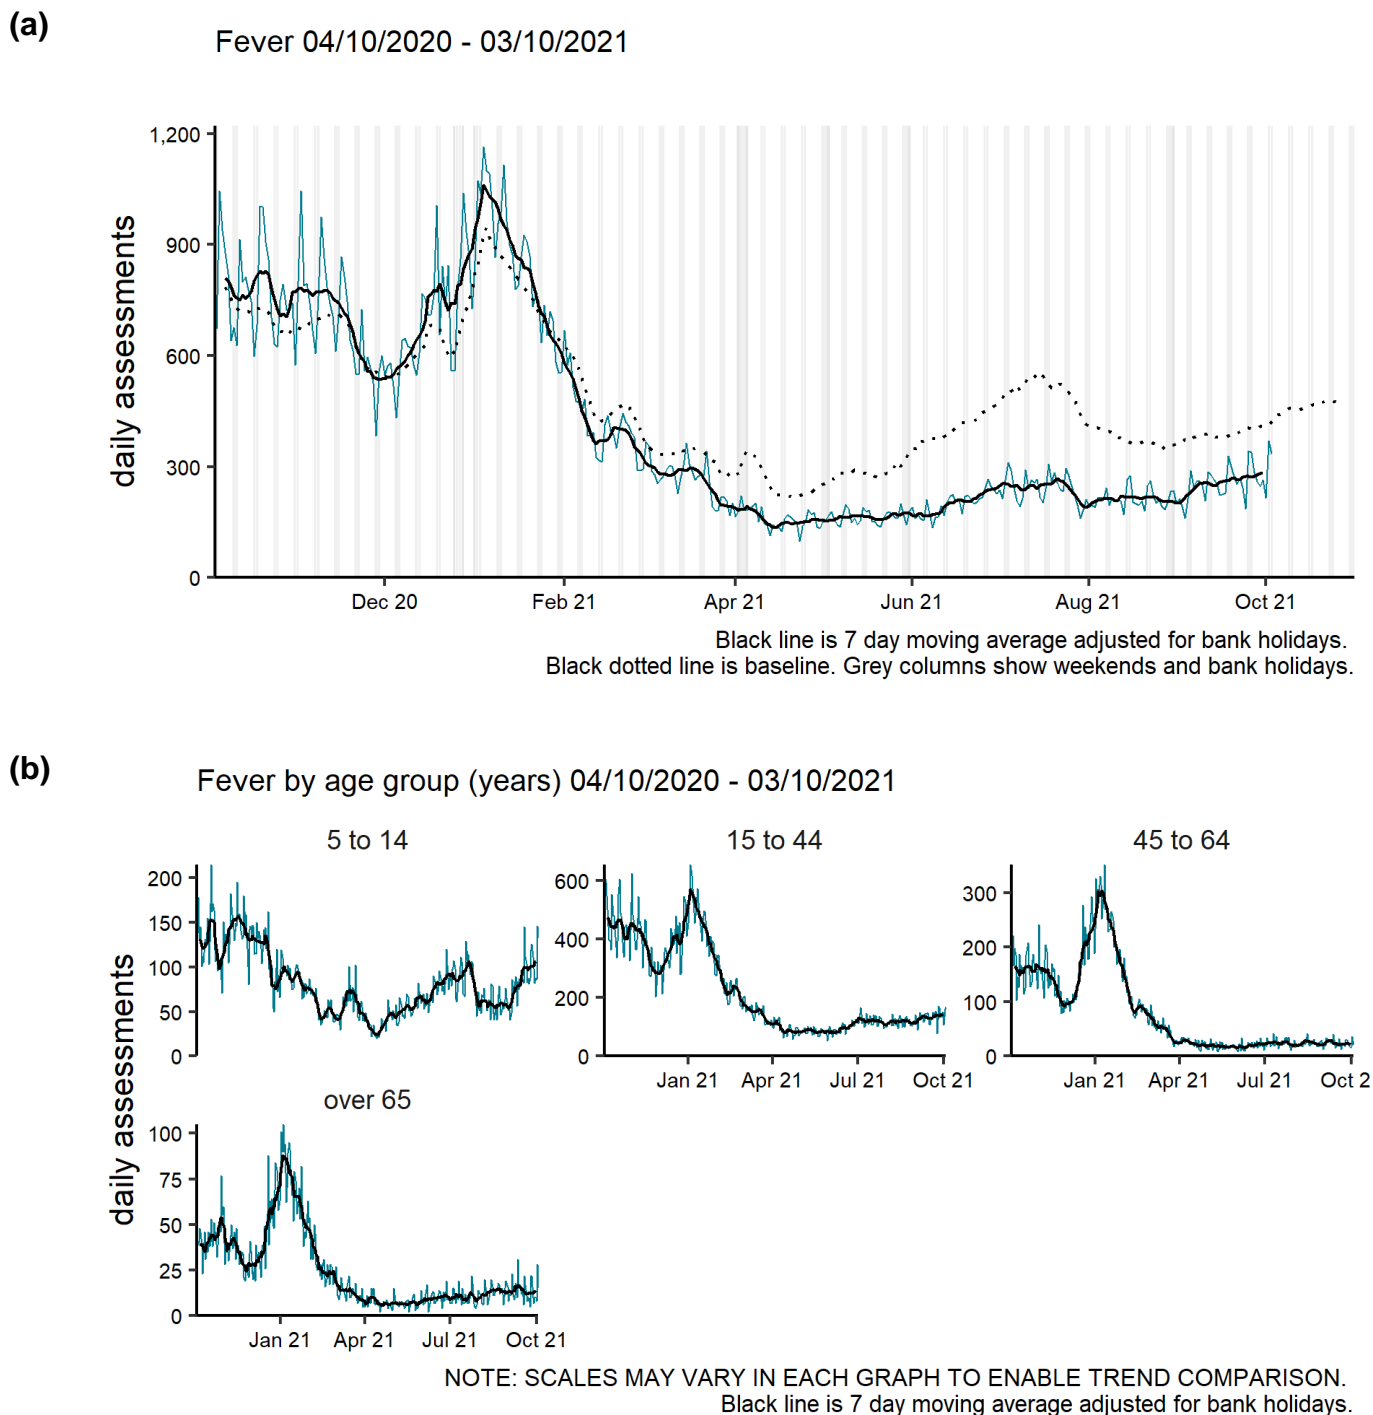 (a)
Fever 04/10/2020 - 03/10/2021
daily assessments
1,200
900
600
300
0
Dec 20
Feb 21
Apr 21
Jun 21
Aug 21
Oct 21
Black line is 7 day moving average adjusted for bank holidays.
Black dotted line is baseline. Grey columns show weekends and bank holidays.
(b)
Fever by age group (years) 04/10/2020 - 03/10/2021
daily assessments
5 to 14
200
150
100
50
0
15 to 44
600
400
200
0
Jan 21
Apr 21
Jul 21
Oct 21
45 to 64
300
200
100
0
Jan 21
Apr 21
Jul 21
Oct 2
over 65
100
75
50
25
0
Jan 21
Apr 21
Jul 21
Oct 21
NOTE: SCALES MAY VARY IN EACH GRAPH TO ENABLE TREND COMPARISON.
Black line is 7 day moving average adjusted for bank holidays.